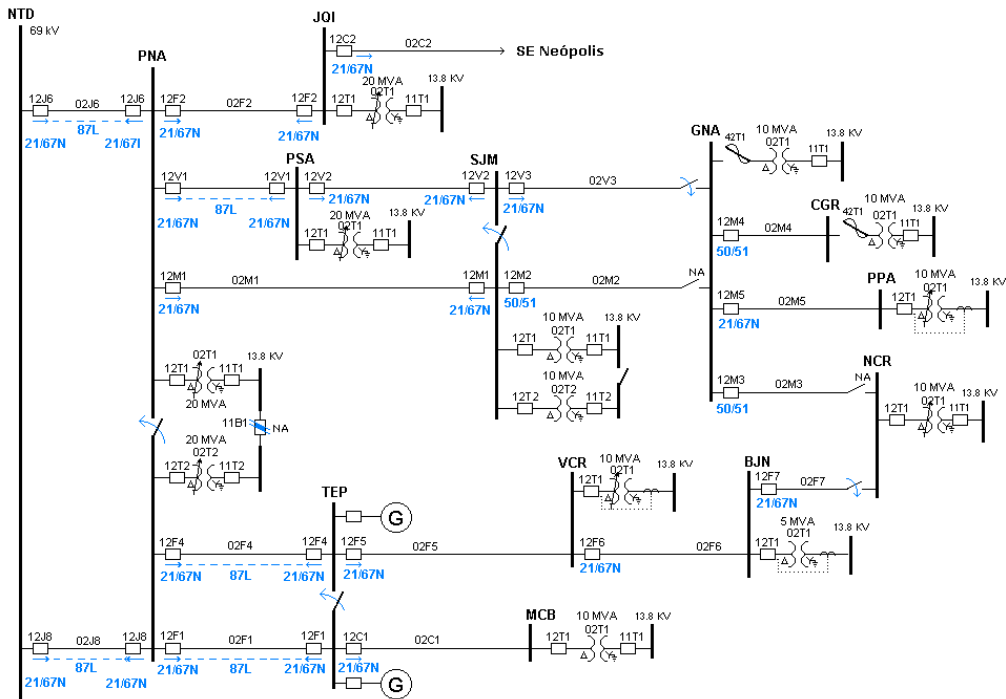 NTD
69 kV
PNA
JQI
12C2
02C2
SE Neópolis
21/67N
20 MVA
02T1
13.8 KV
12J6
02J6
12J6
12F2
02F2
12F2
12T1
11T1
21/67N
87L
21/67I
21/67N
21/67N
GNA
10 MVA
13.8 KV
42T1
02T1
11T1
PSA
SJM
12V1
12V1
12V2
12V2
12V3
02V3
21/67N
87L
21/67N
21/67N
21/67N
21/67N
CGR
10 MVA
13.8 KV
42T1
02T1
11T1
20 MVA
13.8 KV
02T1
12T1
11T1
12M4
02M4
50/51
12M1
02M1
12M1
12M2
02M2
NA
21/67N
21/67N
50/51
PPA
10 MVA
13.8 KV
02T1
12T1
12M5
02M5
21/67N
10 MVA
02T1
12T1
11T1
10 MVA
02T2
12T2
11T2
02T1
13.8 KV
12T1
11T1
20 MVA
11B1
NA
20 MVA
02T2
12T2
11T2
12M3
02M3
NA
50/51
NCR
10 MVA
13.8 KV
02T1
12T1
11T1
VCR
10 MVA
13.8 KV
02T1
12T1
BJN
12F7
02F7
21/67N
5 MVA
13.8 KV
02T1
12T1
TEP
G
12F4
02F4
12F4
12F5
02F5
12F6
02F6
21/67N
87L
21/67N
21/67N
21/67N
MCB
10 MVA
13.8 KV
02T1
12T1
11T1
12J8
02J8
12J8
12F1
02F1
12F1
12C1
02C1
21/67N
87L
21/67N
21/67N
87L
21/67N
21/67N
G